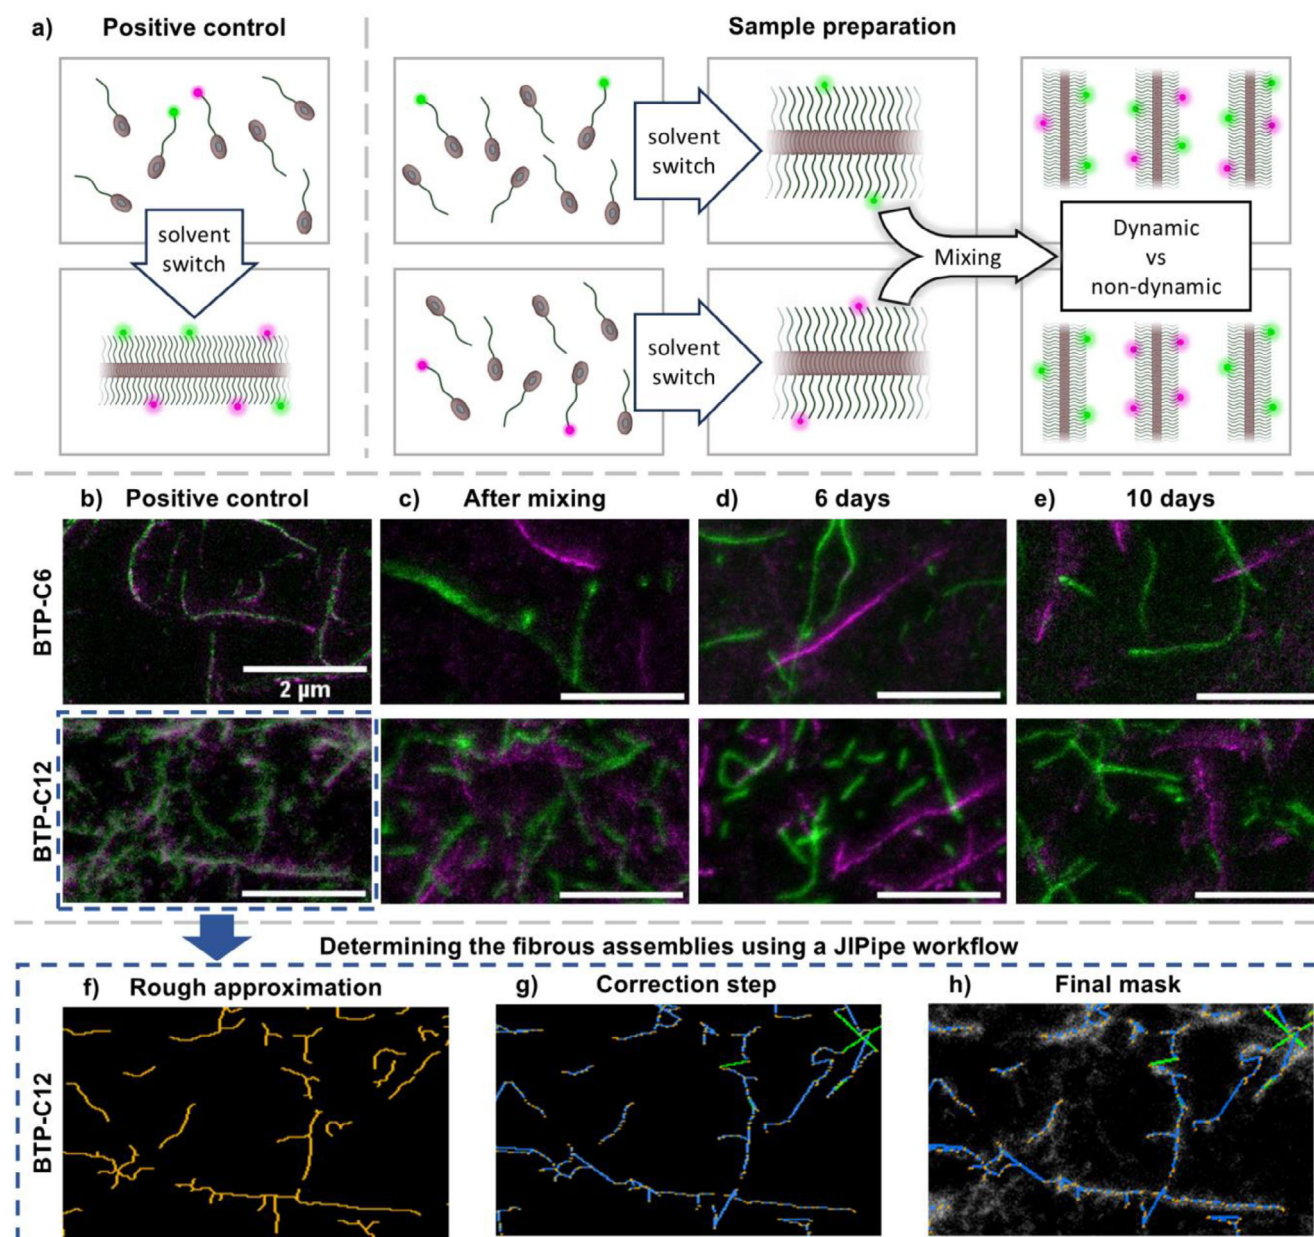 a) Positive control
Sample preparation
solvent
switch
solvent
switch
solvent
switch
Mixing
Dynamic
vs
non-dynamic
b) Positive control
c) After mixing
d) 6 days
e) 10 days
BTP-C6
2 µm
BTP-C12
Determining the fibrous assemblies using a JIPipe workflow
f) Rough approximation
g) Correction step
h) Final mask
BTP-C12